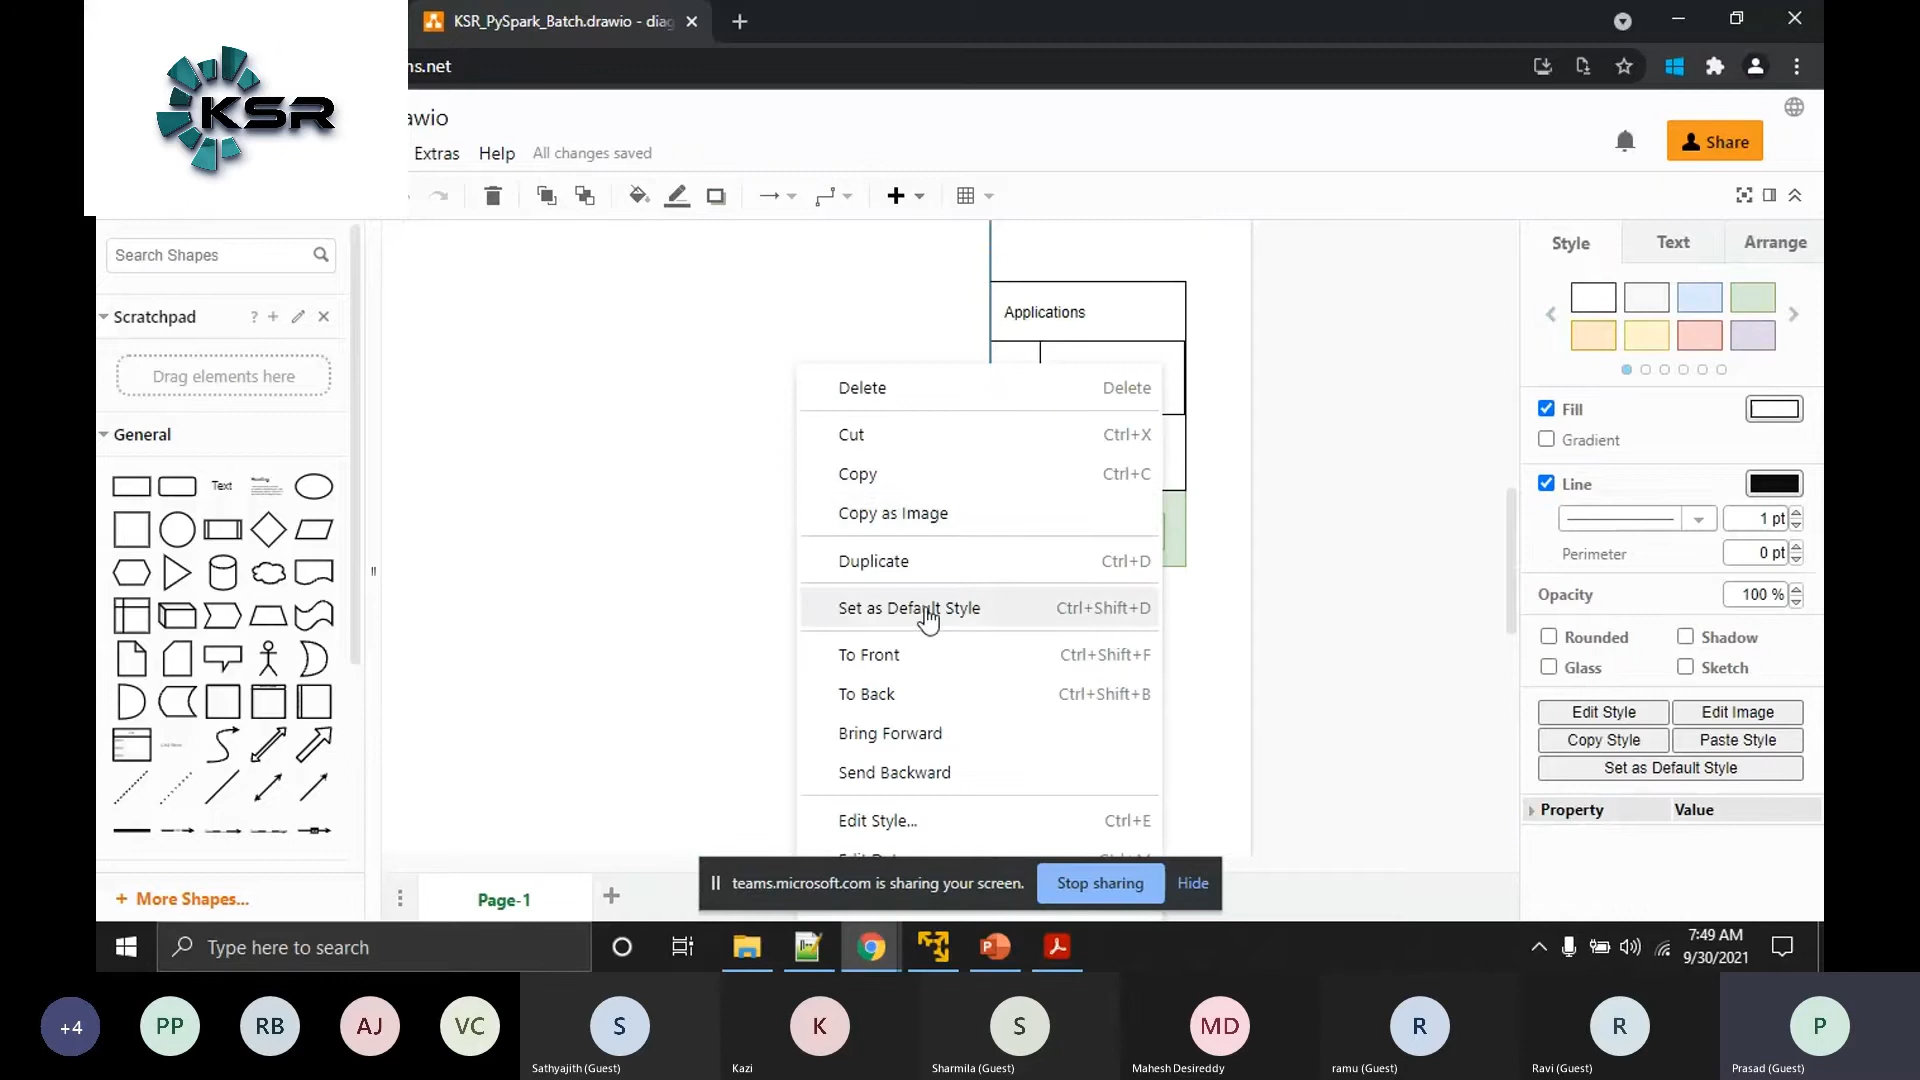 KSR
KSR_PySpark_Batch.drawio - diag
ns.net
awio
Extras Help All changes saved
Share
Search Shapes
Scratchpad ?
Drag elements here
General
Text
Heading
More Shapes...
Applications
Delete Delete
Cut Ctrl+X
Copy Ctrl+C
Copy as Image
Duplicate Ctrl+D
Set as Default Style Ctrl+Shift+D
To Front Ctrl+Shift+F
To Back Ctrl+Shift+B
Bring Forward
Send Backward
Edit Style... Ctrl+E
Style Text Arrange
Fill
Gradient
Line
1 pt
Perimeter 0 pt
Opacity 100 %
Rounded Shadow
Glass Sketch
Edit Style Edit Image
Copy Style Paste Style
Set as Default Style
Property Value
Page-1
teams.microsoft.com is sharing your screen. Stop sharing Hide
Type here to search
7:49 AM
9/30/2021
+4 PP RB AJ VC S K S MD R R P
Sathyajith (Guest) Kazi Sharmila (Guest) Mahesh Desireddy ramu (Guest) Ravi (Guest) Prasad (Guest)